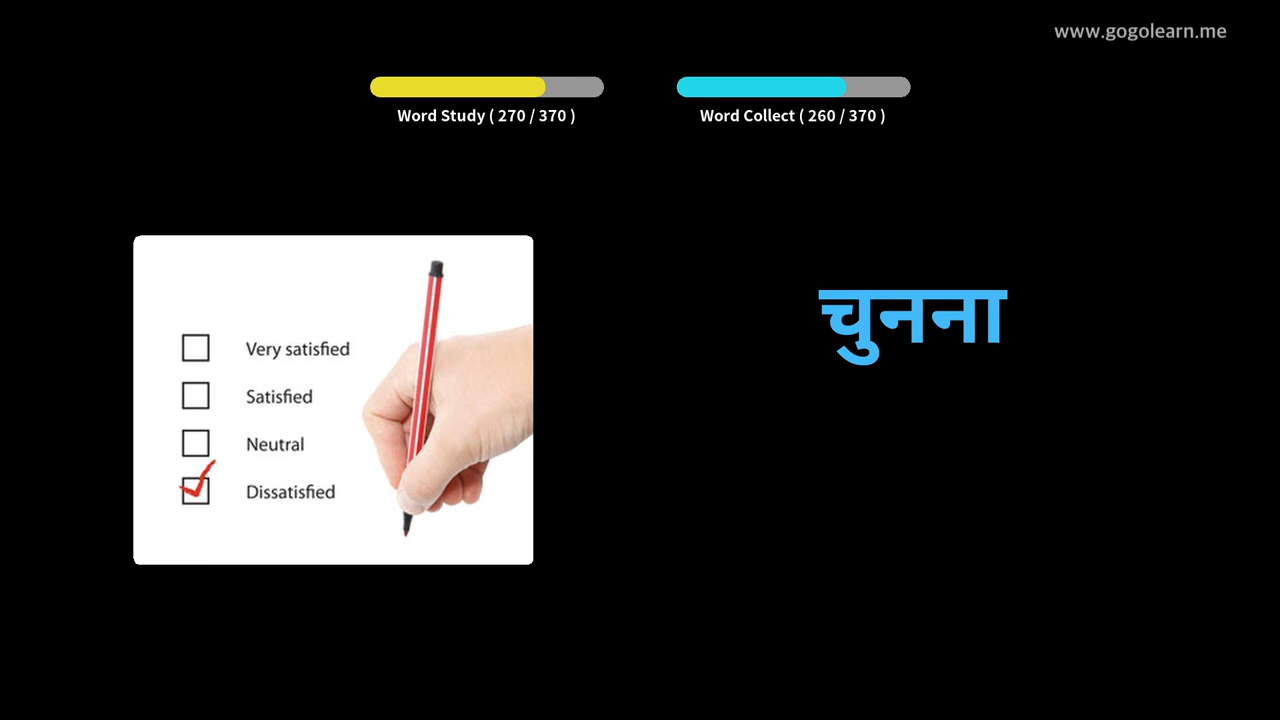 www.gogolearn.me
Word Study ( 270 / 370 )
Word Collect ( 260 / 370 )
चुनना
Very satisfied
Satisfied
Neutral
Dissatisfied